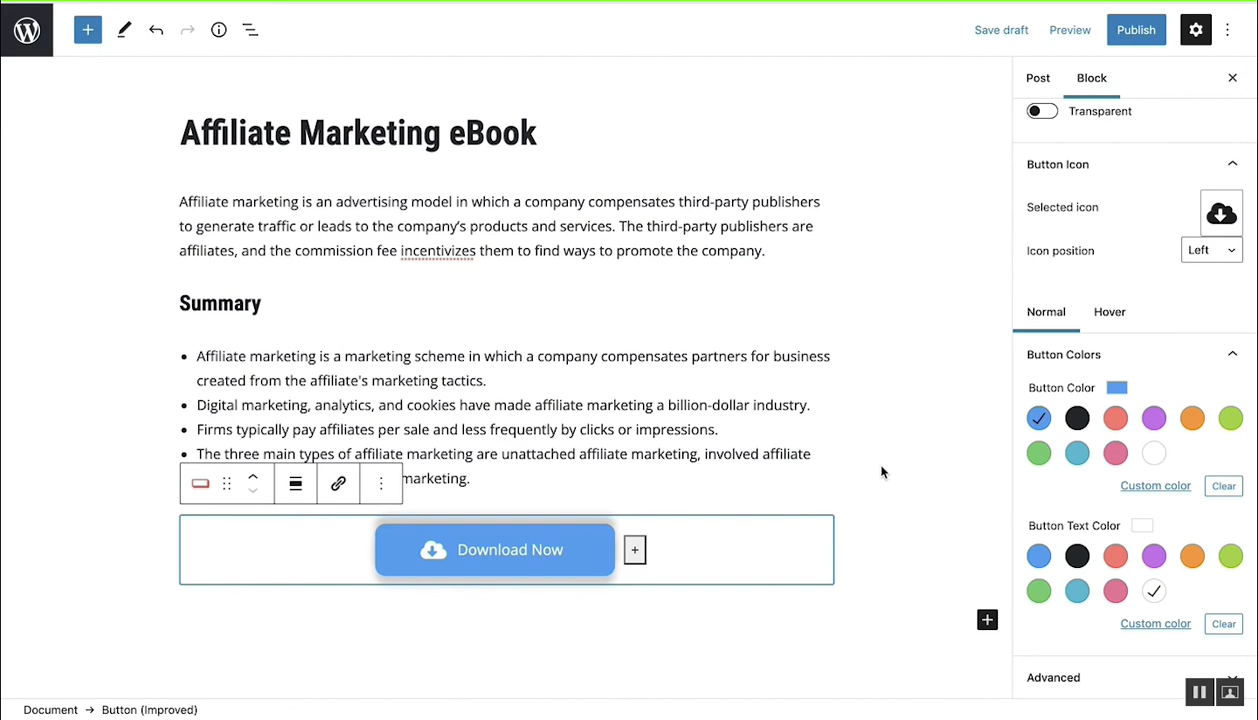 Save draft
Preview
Publish
Post
Block
Transparent
Affiliate Marketing eBook
Button Icon
Affiliate marketing is an advertising model in which a company compensates third-party publishers
to generate traffic or leads to the company's products and services. The third-party publishers are
affiliates, and the commission fee incentivizes them to find ways to promote the company.
Selected icon
Icon position
Left
Summary
Normal
Hover
Affiliate marketing is a marketing scheme in which a company compensates partners for business
created from the affiliate's marketing tactics.
Digital marketing, analytics, and cookies have made affiliate marketing a billion-dollar industry.
Firms typically pay affiliates per sale and less frequently by clicks or impressions.
The three main types of affiliate marketing are unattached affiliate marketing, involved affiliate
marketing.
Button Colors
Button Color
Custom color
Clear
Download Now
Button Text Color
Custom color
Clear
Advanced
Document → Button (Improved)